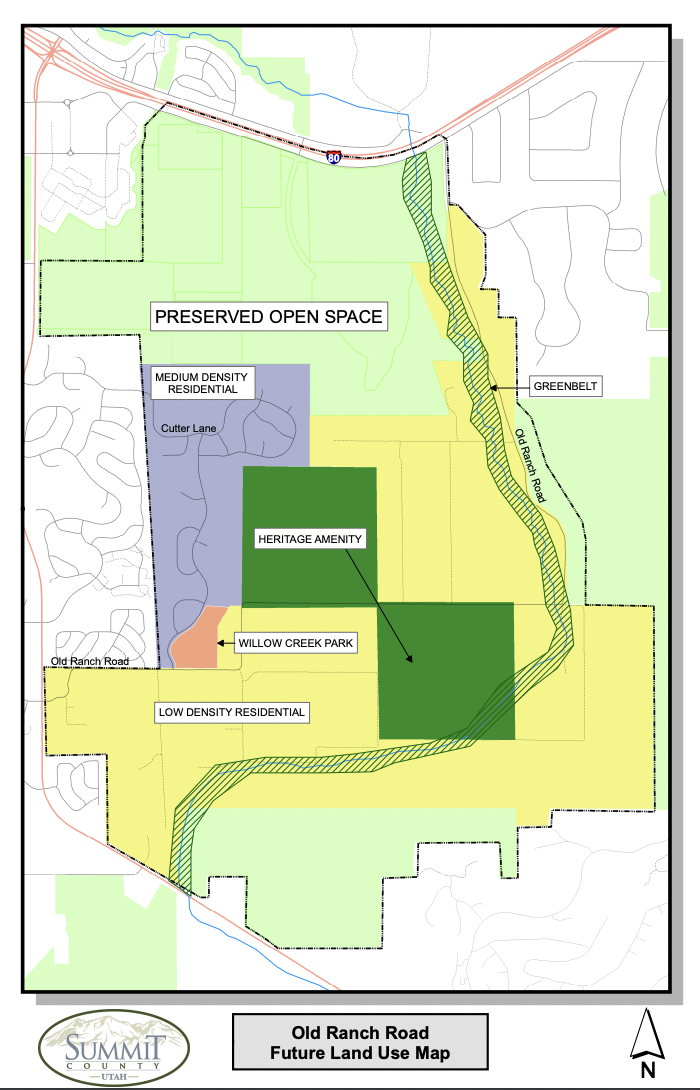 80
PRESERVED OPEN SPACE
MEDIUM DENSITY
RESIDENTIAL
GREENBELT
Cutter Lane
Old Ranch Road
HERITAGE AMENITY
WILLOW CREEK PARK
Old Ranch Road
LOW DENSITY RESIDENTIAL
SUMMIT
COUNTY
UTAH
Old Ranch Road
Future Land Use Map
N